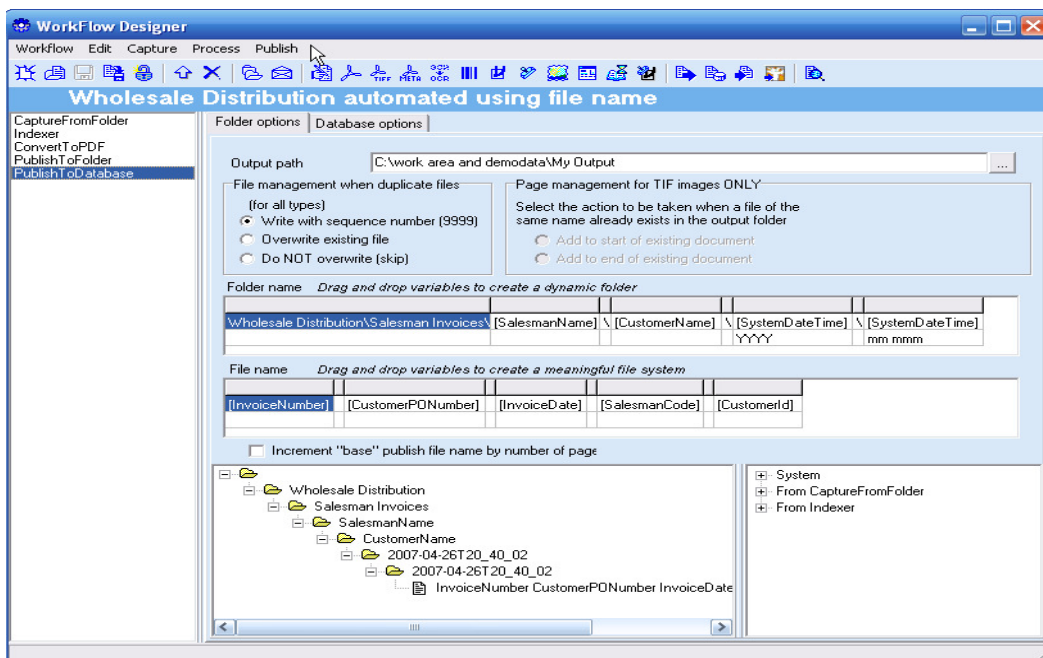 WorkFlow Designer
Workflow Edit Capture Process Publish
Wholesale Distribution automated using file name
CaptureFromFolder
Indexer
ConvertToPDF
PublishToFolder
PublishToDatabase
Folder options Database options
Output path C:\work area and demodata\My Output ...
File management when duplicate files
(for all types)
Write with sequence number (9999)
Overwrite existing file
Do NOT overwrite (skip)
Page management for TIF images ONLY
Select the action to be taken when a file of the
same name already exists in the output folder
Add to start of existing document
Add to end of existing document
Folder name Drag and drop variables to create a dynamic folder
Wholesale Distribution\Salesman Invoices\ [SalesmanName] \ [CustomerName] \ [SystemDateTime] \ [SystemDateTime]
YYYY mm mmm
File name Drag and drop variables to create a meaningful file system
[InvoiceNumber] [CustomerPONumber] [InvoiceDate] [SalesmanCode] [CustomerId]
Increment "base" publish file name by number of page
Wholesale Distribution
Salesman Invoices
SalesmanName
CustomerName
2007-04-26T20_40_02
2007-04-26T20_40_02
InvoiceNumber CustomerPONumber InvoiceDate
System
From CaptureFromFolder
From Indexer